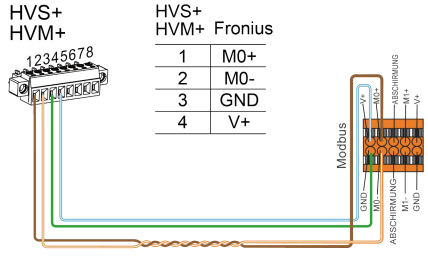 HVS+
HVM+
12345678
HVS+
HVM+ Fronius
1 M0+
2 M0-
3 GND
4 V+
Modbus
V+
M0+
ABSCHIRMUNG
M1+
V+
GND
M0-
ABSCHIRMUNG
M1-
GND